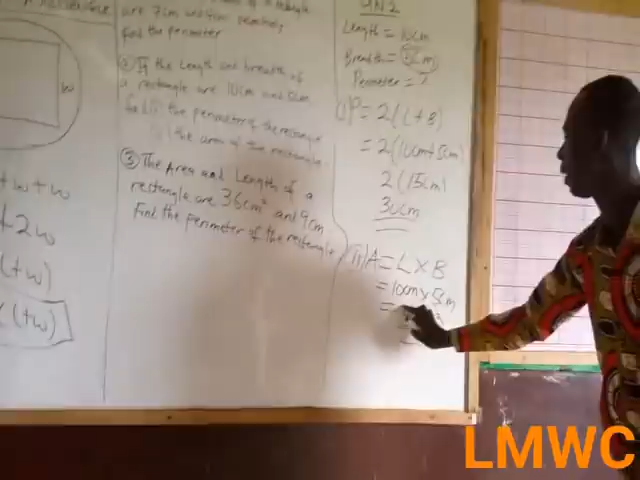 w
+ w + w
+ 2w
(+w)
(+w)
are 7cm and
find the perimeter
② If the Length and breadth of
a rectangle are 10cm and 5cm
find (i) the perimeter of the rectangle
(ii) the area of the rectangle.
③ The Area and Length of a
rectangle are 36cm² and 9cm
Find the perimeter of the rectangle
QN 2
Length = 10cm
Breadth = 5cm
Perimeter = ?
(i) P = 2(L+B)
= 2(10cm+5cm)
2(15cm)
30cm
(ii) A = L X B
= 10cm x 5cm
=
LMWC